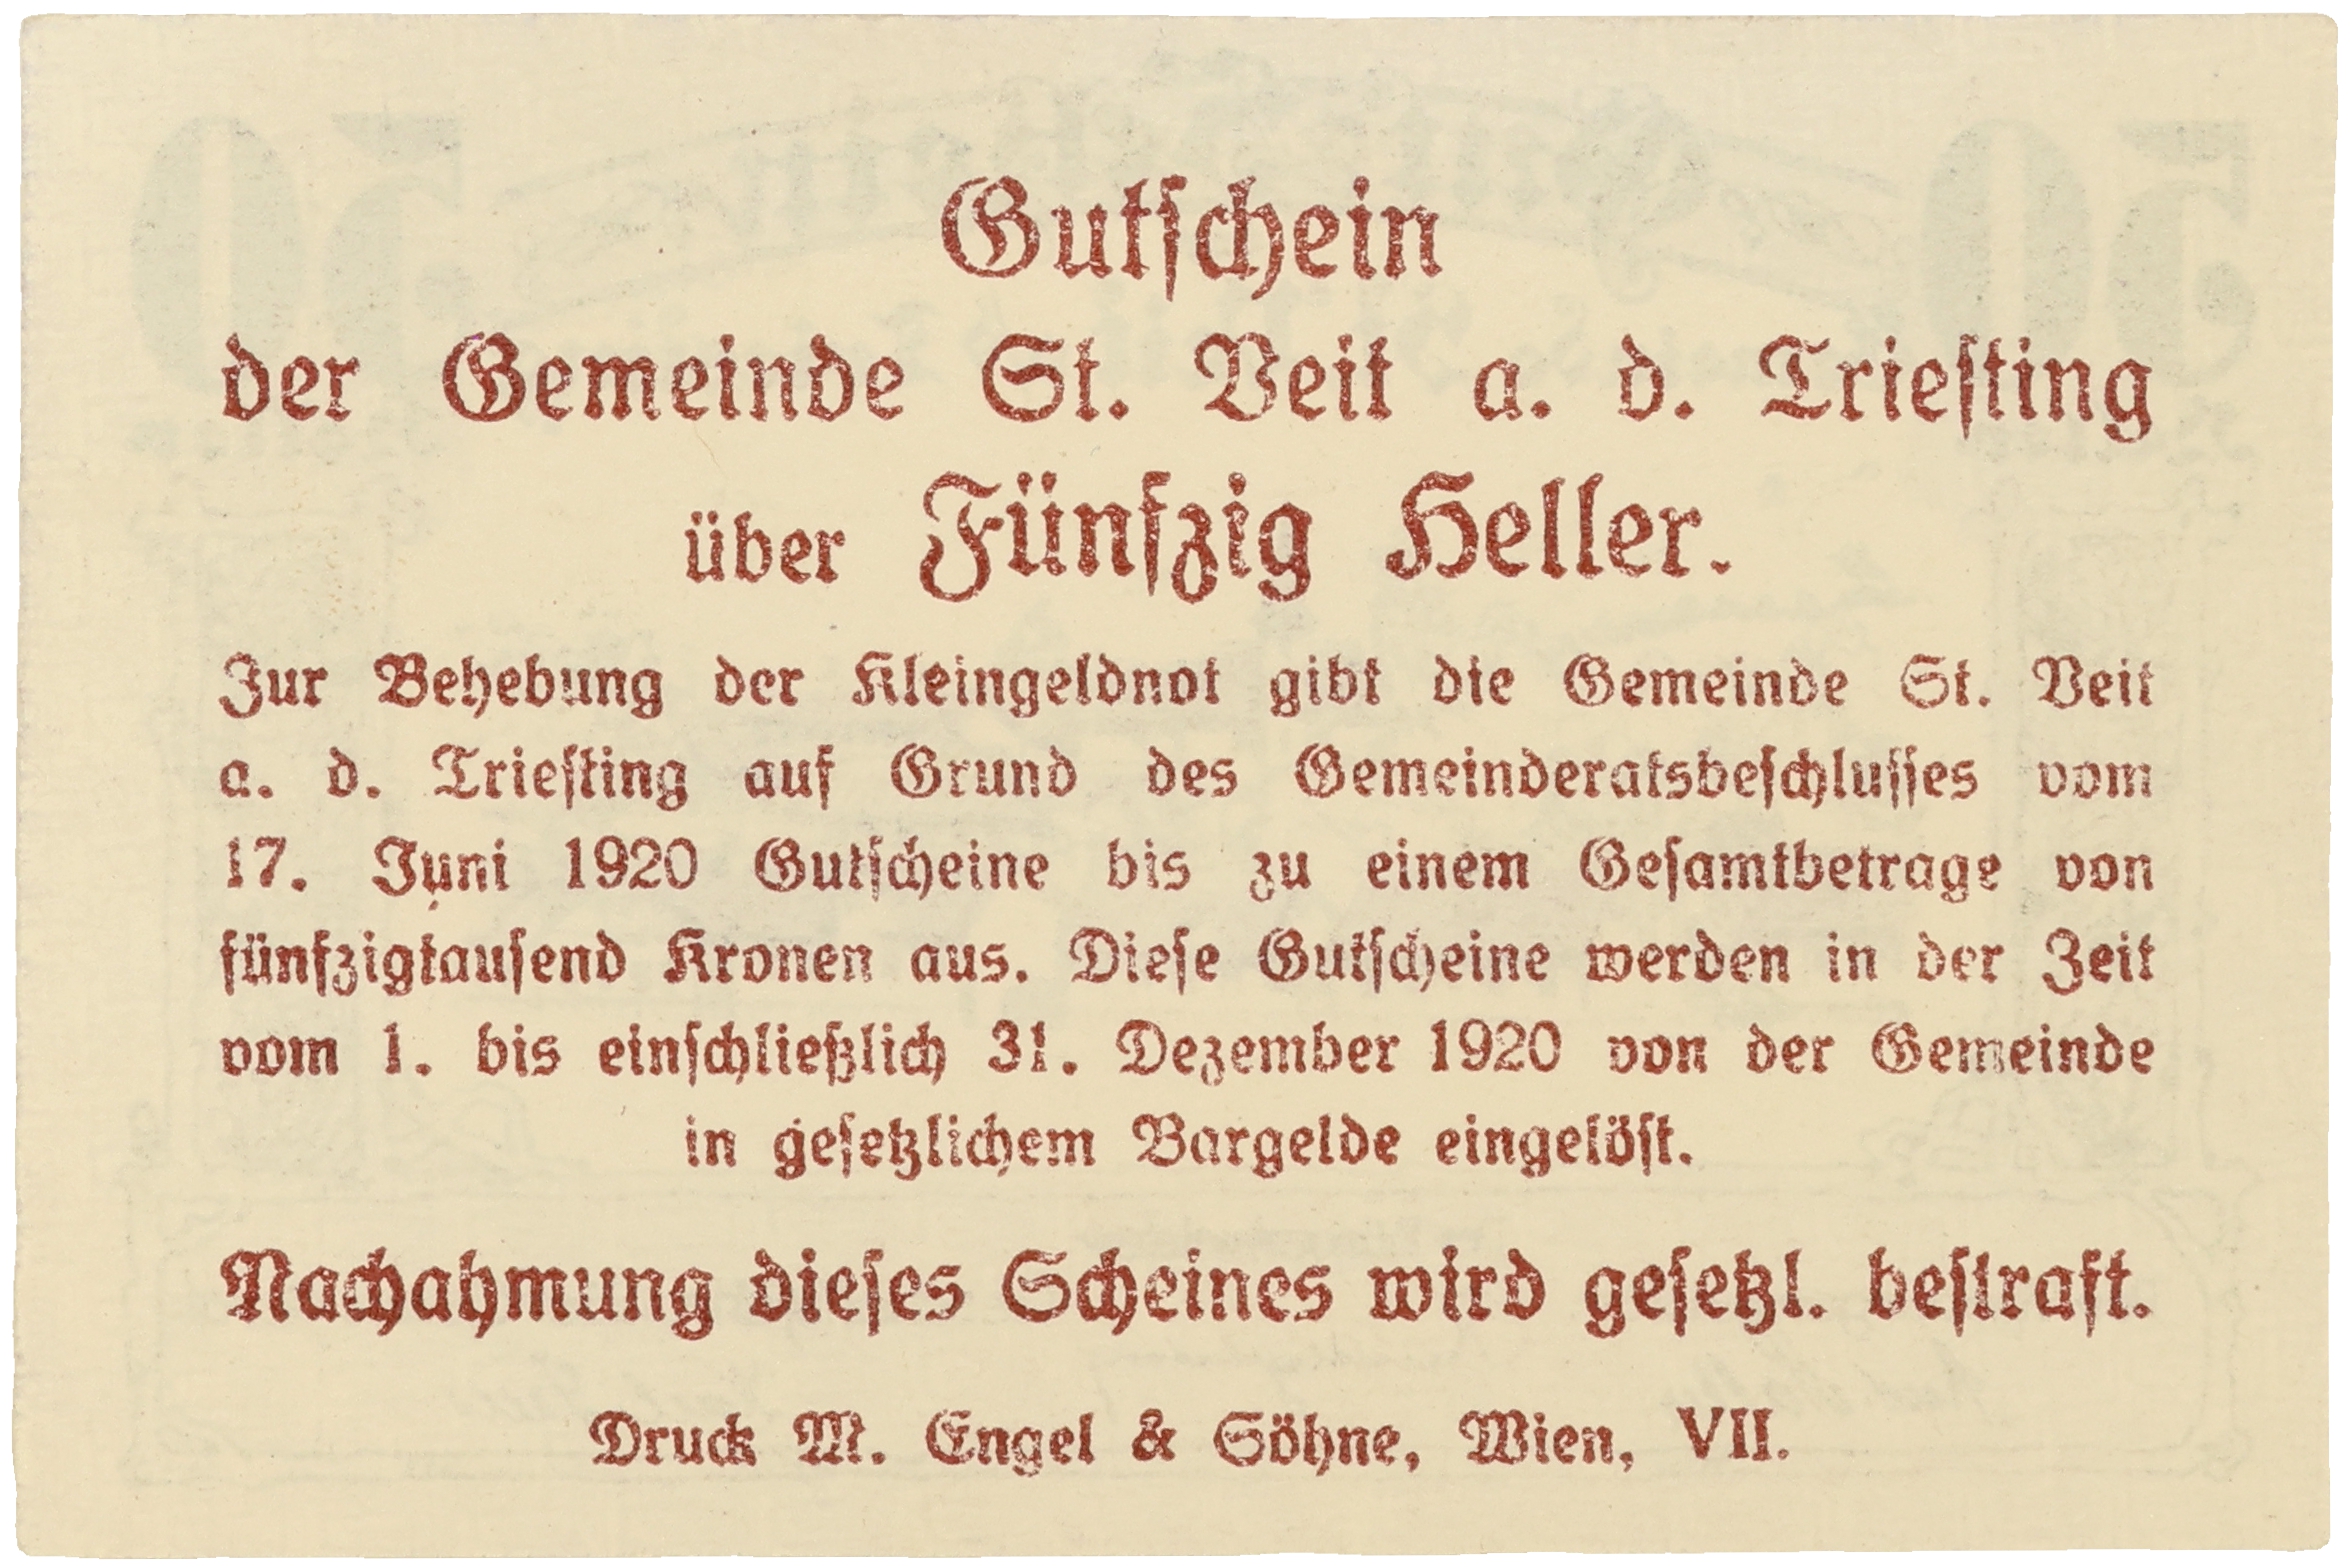 Gutschein
der Gemeinde St. Veit a. d. Triesting
über Fünfzig Heller.
Zur Behebung der Kleingeldnot gibt die Gemeinde St. Veit
a. d. Triesting auf Grund des Gemeinderatsbeschlusses vom
17. Juni 1920 Gutscheine bis zu einem Gesamtbetrage von
fünfzigtausend Kronen aus. Diese Gutscheine werden in der Zeit
vom 1. bis einschließlich 31. Dezember 1920 von der Gemeinde
in gesetzlichem Bargelde eingelöst.
Nachahmung dieses Scheines wird gesetzl. bestraft.
Druck M. Engel & Söhne, Wien, VII.